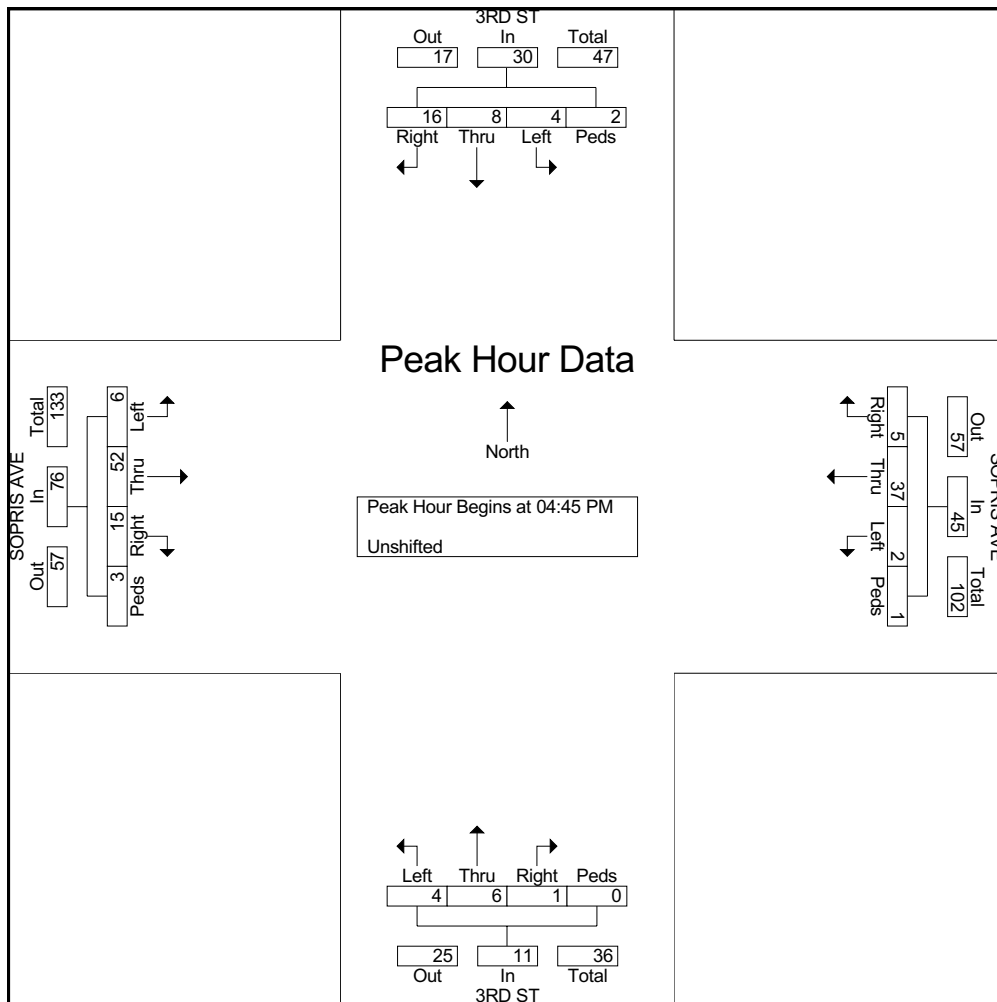 3RD ST
Out In Total
17 30 47
16 8 4 2
Right Thru Left Peds
Peak Hour Data
North
Peak Hour Begins at 04:45 PM
Unshifted
SOPRIS AVE
Out In Total
57 76 133
Peds Right Thru Left
3 15 52 6
SOPRIS AVE
Out In Total
57 45 102
Right Thru Left Peds
5 37 2 1
Left Thru Right Peds
4 6 1 0
25 11 36
Out In Total
3RD ST